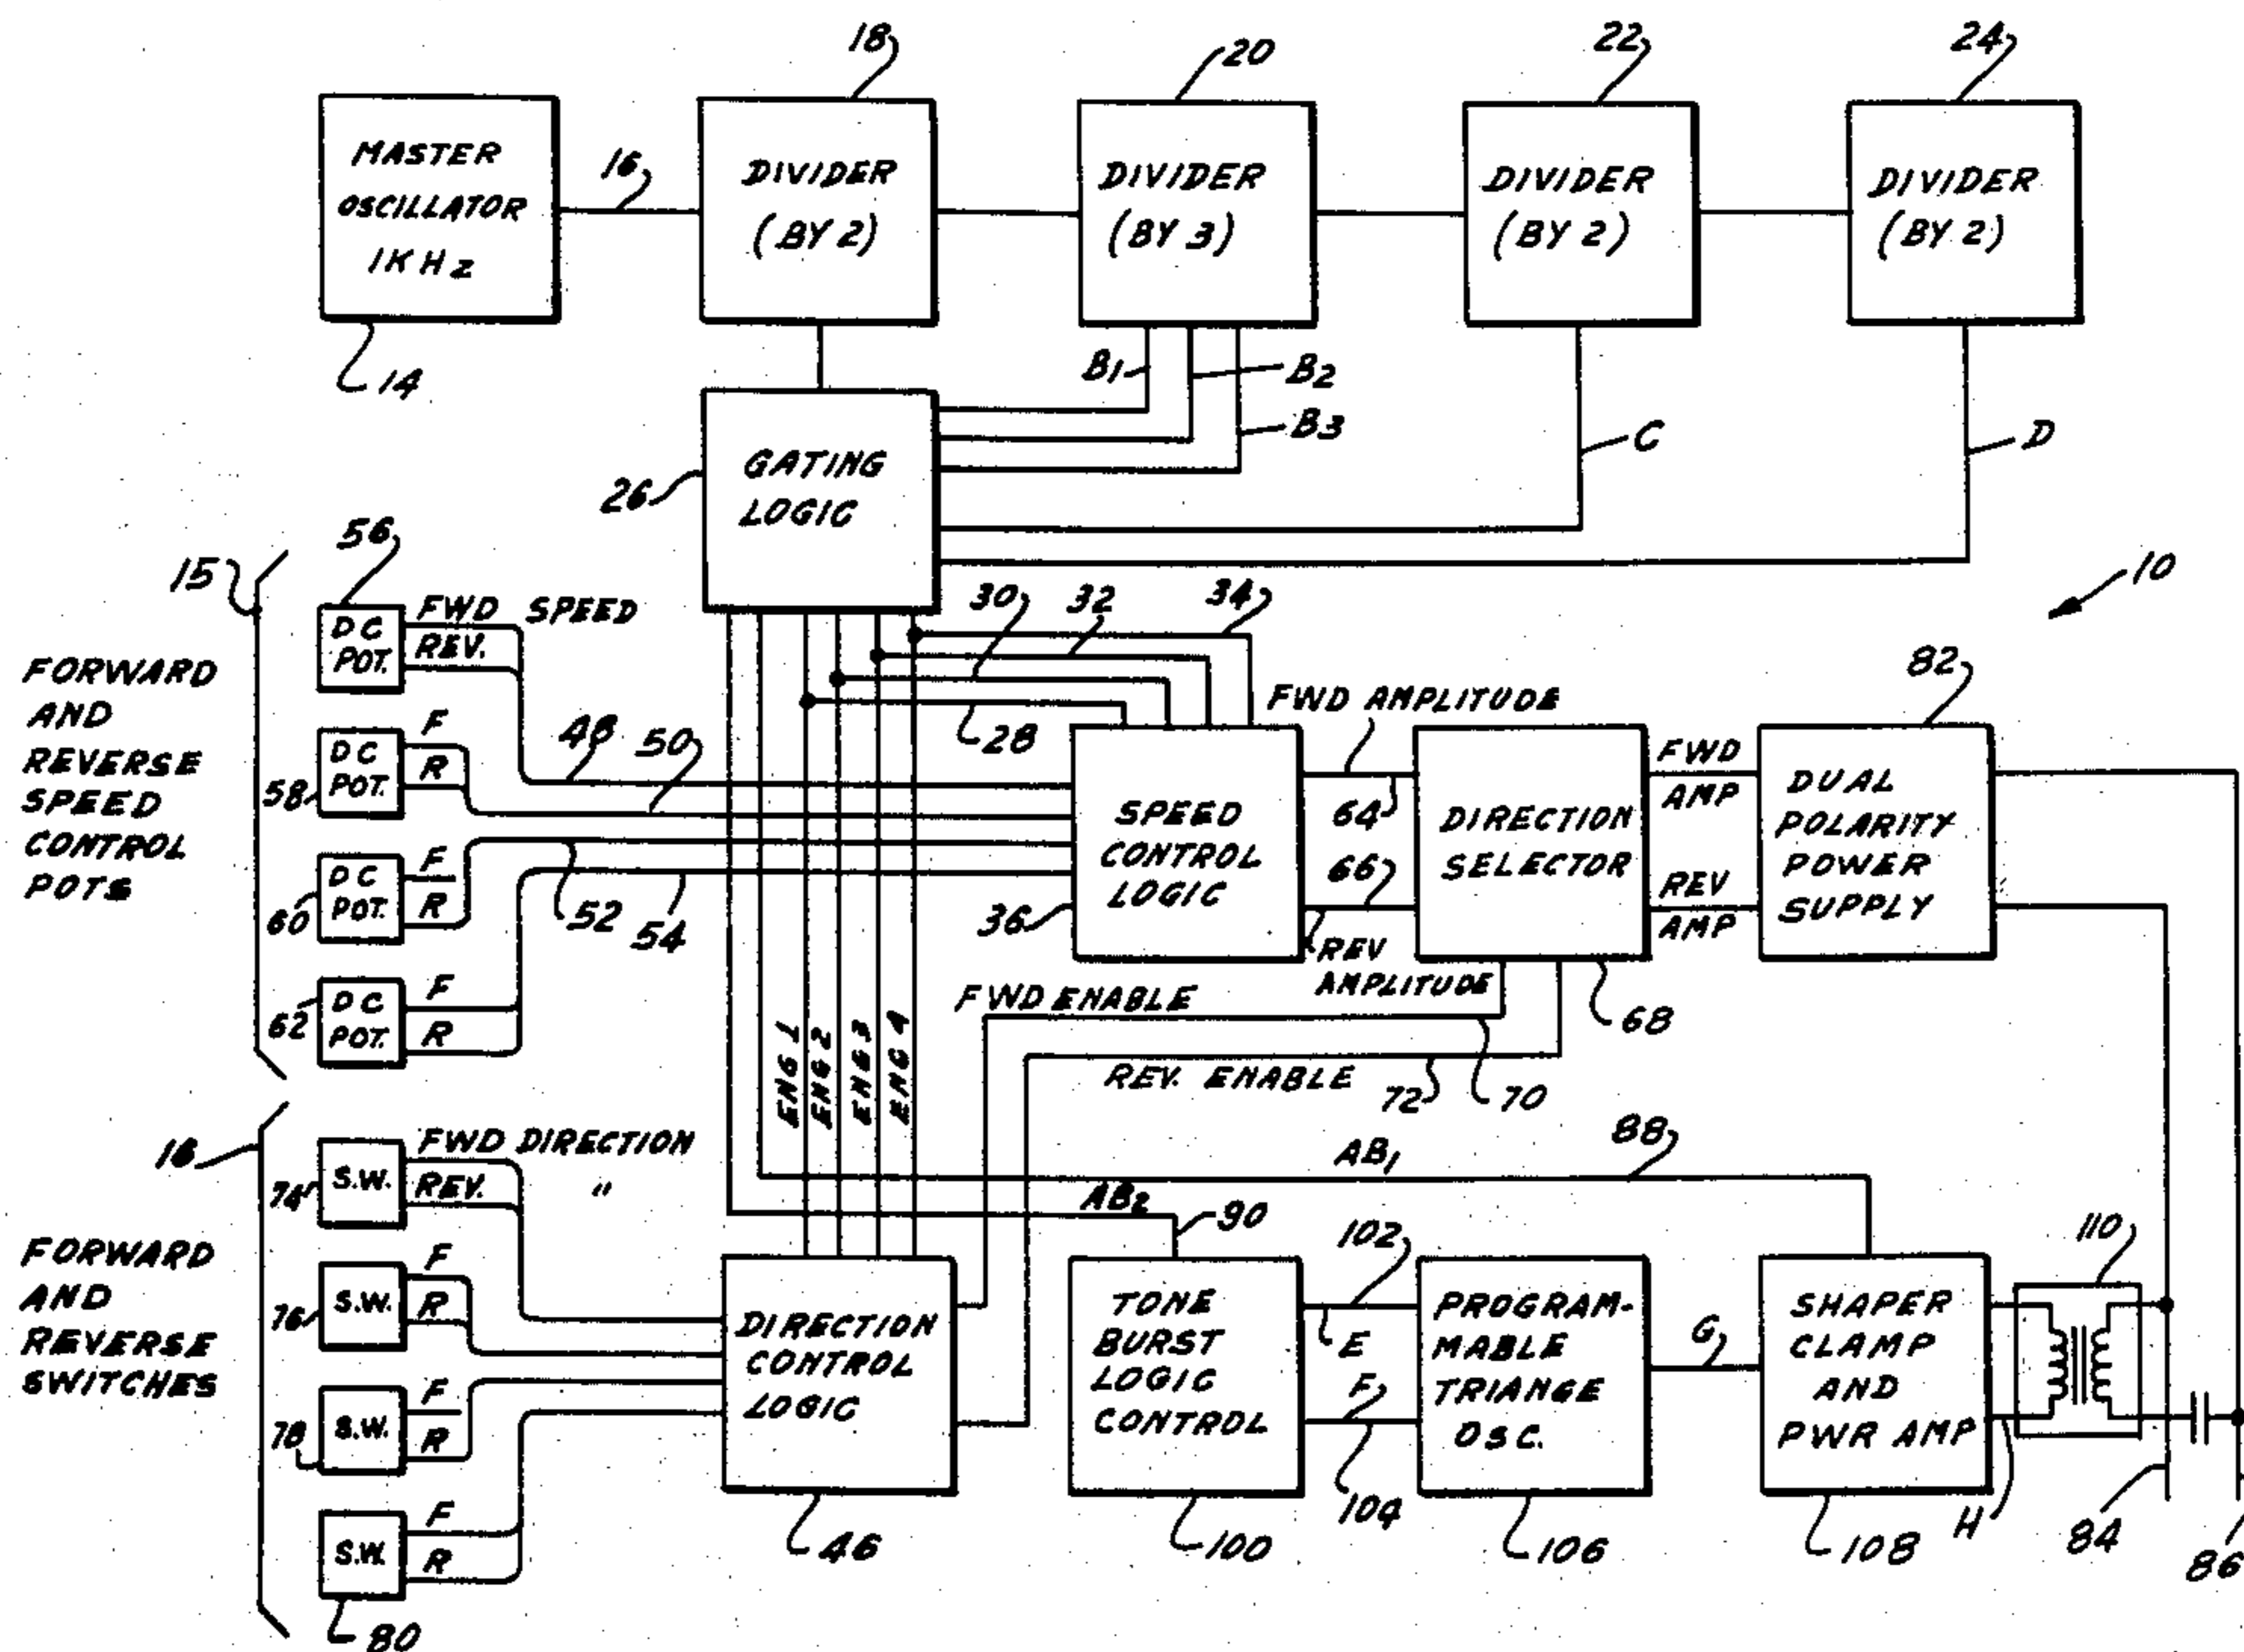 18
20
22
24
MASTER
OSCILLATOR
1KHz
16
DIVIDER
(BY 2)
DIVIDER
(BY 3)
DIVIDER
(BY 2)
DIVIDER
(BY 2)
14
B1
B2
B3
C
D
GATING
LOGIC
26
15
56
10
FORWARD
AND
REVERSE
SPEED
CONTROL
POTS
DC
POT.
FWD SPEED
REV.
58
DC
POT.
F
R
60
DC
POT.
F
R
62
DC
POT.
F
R
48
50
52
54
30
32
34
28
SPEED
CONTROL
LOGIC
36
FWD AMPLITUDE
64
66
REV
AMPLITUDE
DIRECTION
SELECTOR
68
FWD
AMP
REV
AMP
82
DUAL
POLARITY
POWER
SUPPLY
ENG 1
ENG 2
ENG 3
ENG 4
FWD ENABLE
REV. ENABLE
72
70
18
FORWARD
AND
REVERSE
SWITCHES
74
S.W.
FWD DIRECTION
REV. "
76
S.W.
F
R
78
S.W.
F
R
S.W.
F
R
80
AB1
88
AB2
90
DIRECTION
CONTROL
LOGIC
46
TONE
BURST
LOGIC
CONTROL
100
102
E
F
104
PROGRAM-
MABLE
TRIANGE
OSC.
106
G
SHAPER
CLAMP
AND
PWR AMP
108
H
110
84
86